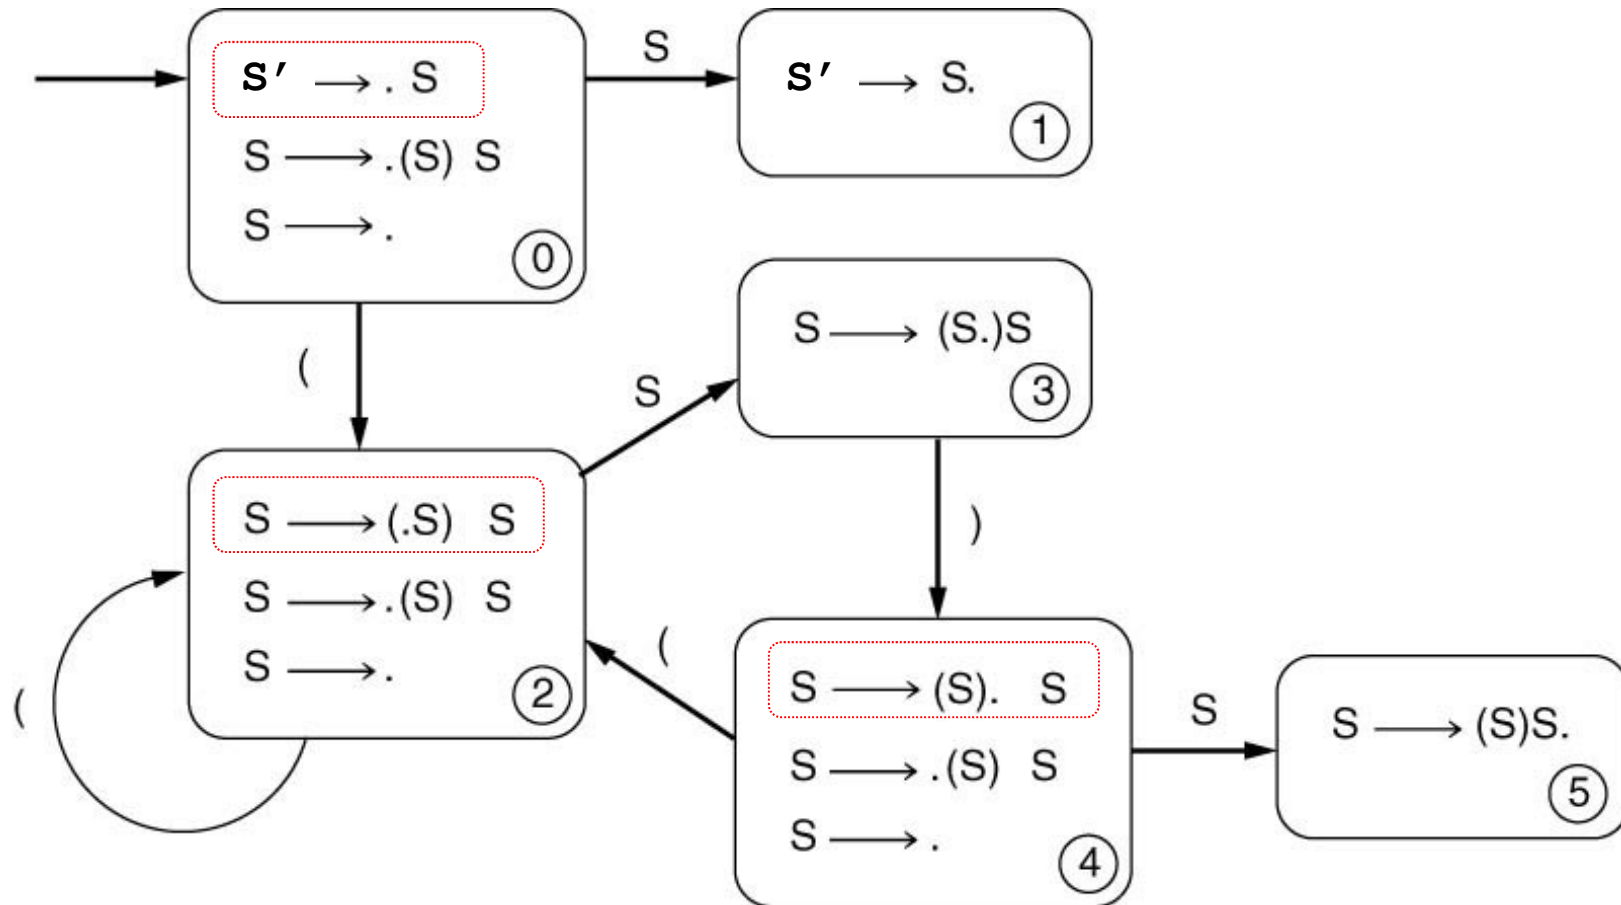 S' → . S
S → .(S) S
S → .
0
S
S' → S.
1
(
S
S → (S.)S
3
S → (.S) S
S → .(S) S
S → .
2
(
)
(
S → (S). S
S → .(S) S
S → .
4
S
S → (S)S.
5